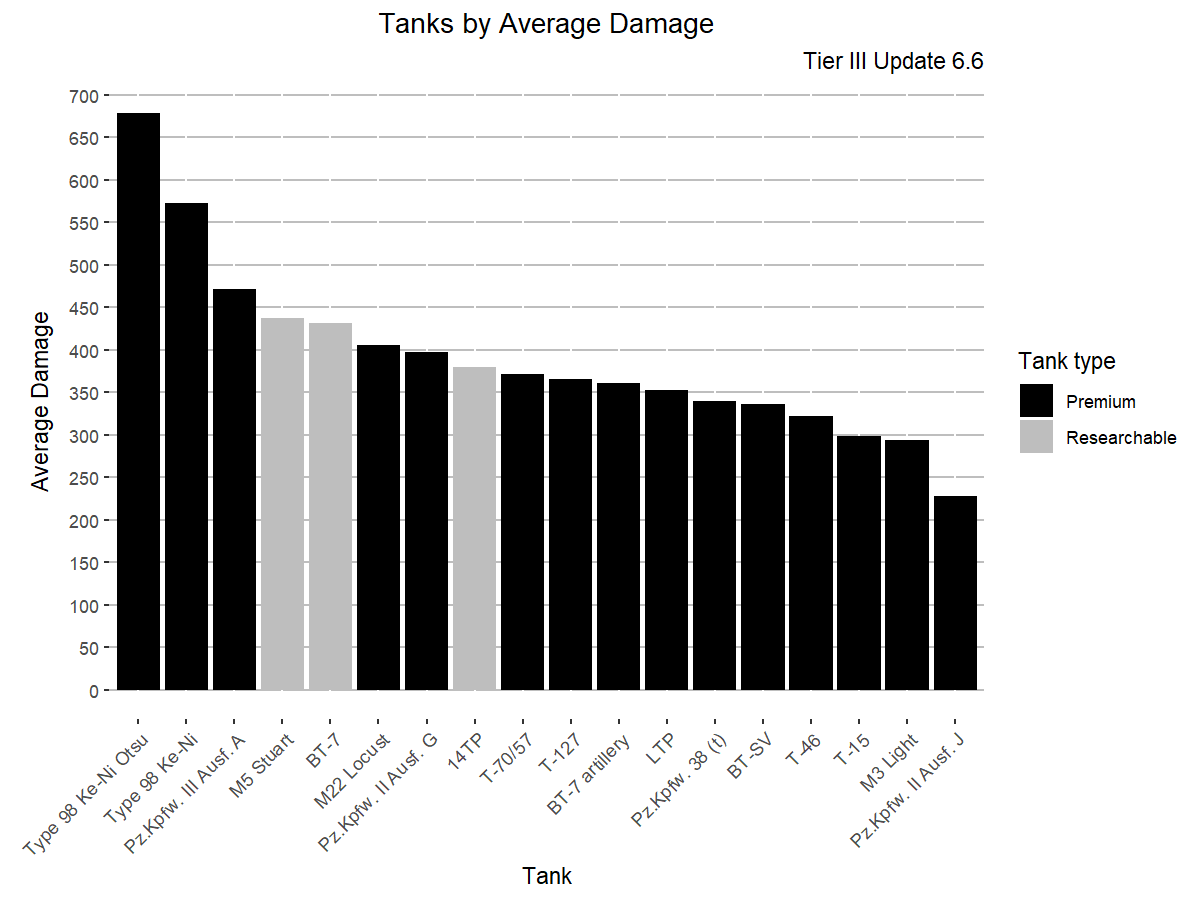 Tanks by Average Damage
Tier III Update 6.6
Average Damage
700
650
600
550
500
450
400
350
300
250
200
150
100
50
0
Type 98 Ke-Ni Otsu
Type 98 Ke-Ni
Pz.Kpfw. III Ausf. A
M5 Stuart
BT-7
M22 Locust
Pz.Kpfw. II Ausf. G
14TP
T-70/57
T-127
BT-7 artillery
LTP
Pz.Kpfw. 38 (t)
BT-SV
T-46
T-15
M3 Light
Pz.Kpfw. II Ausf. J
Tank
Tank type
Premium
Researchable